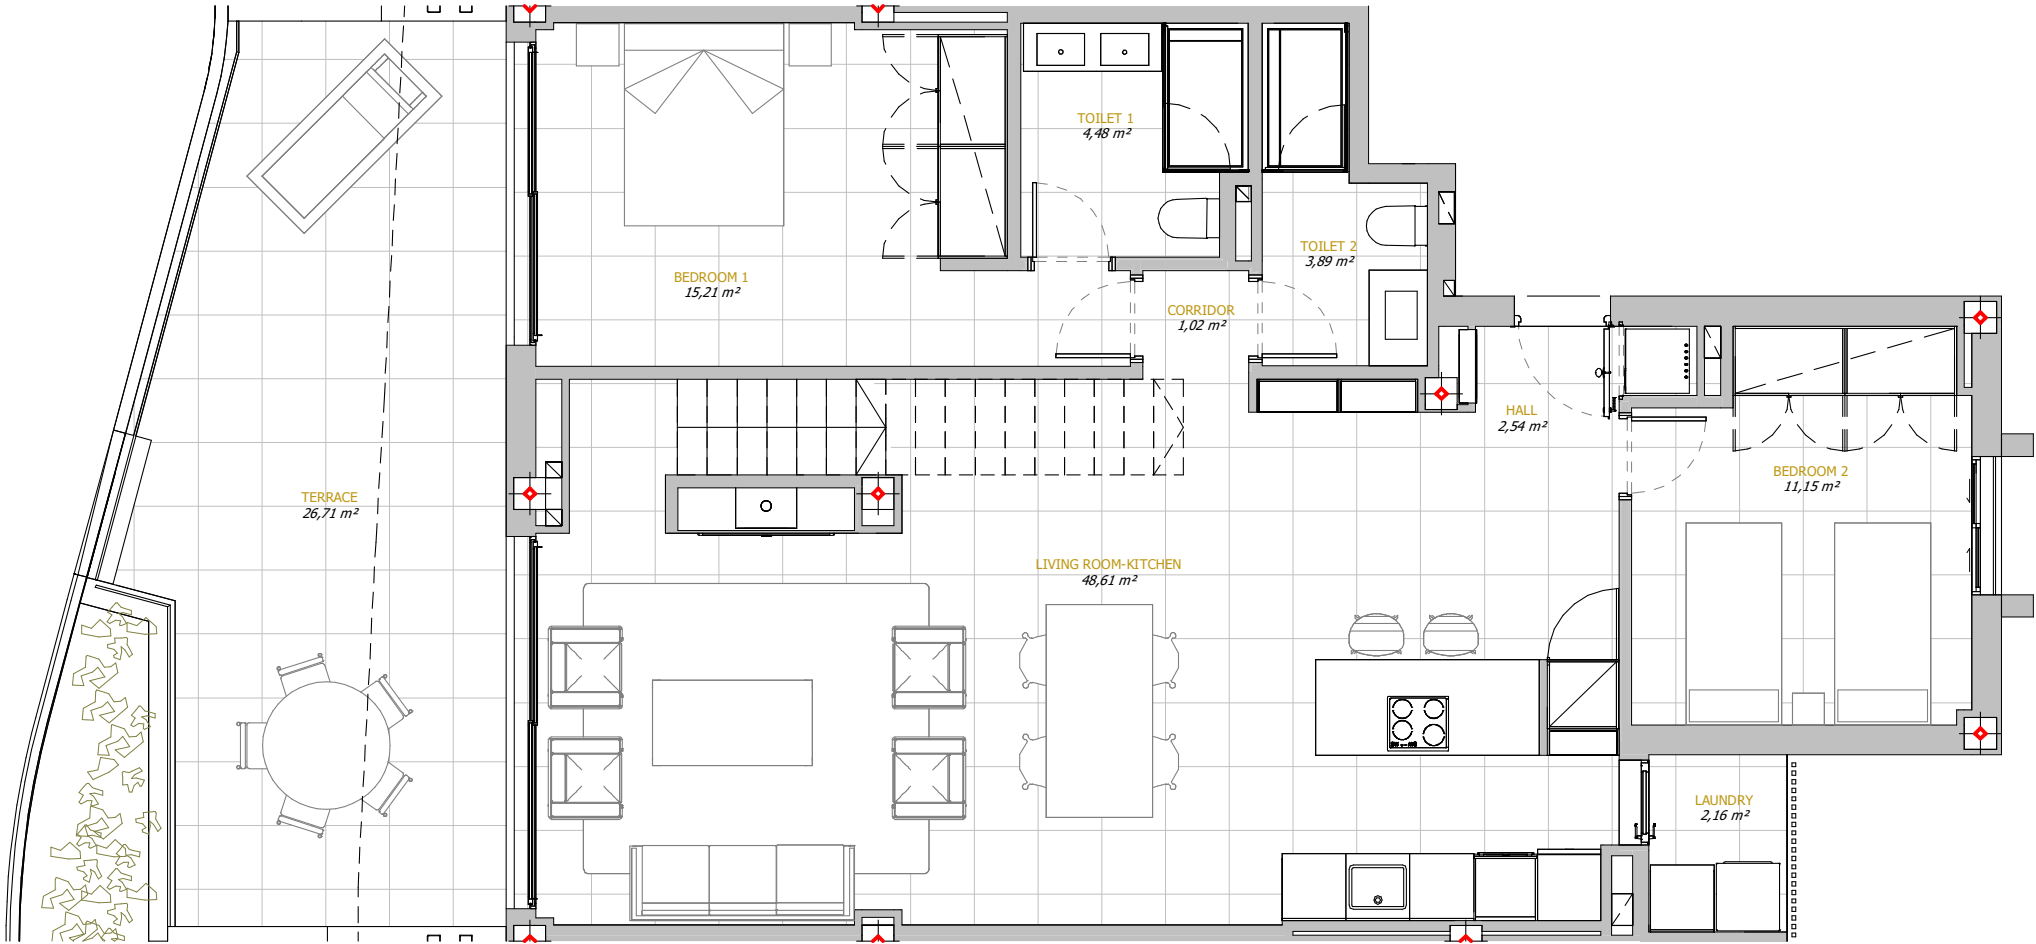 TOILET 1
4,48 m²
TOILET 2
3,89 m²
BEDROOM 1
15,21 m²
CORRIDOR
1,02 m²
HALL
2,54 m²
BEDROOM 2
11,15 m²
TERRACE
26,71 m²
LIVING ROOM-KITCHEN
48,61 m²
LAUNDRY
2,16 m²